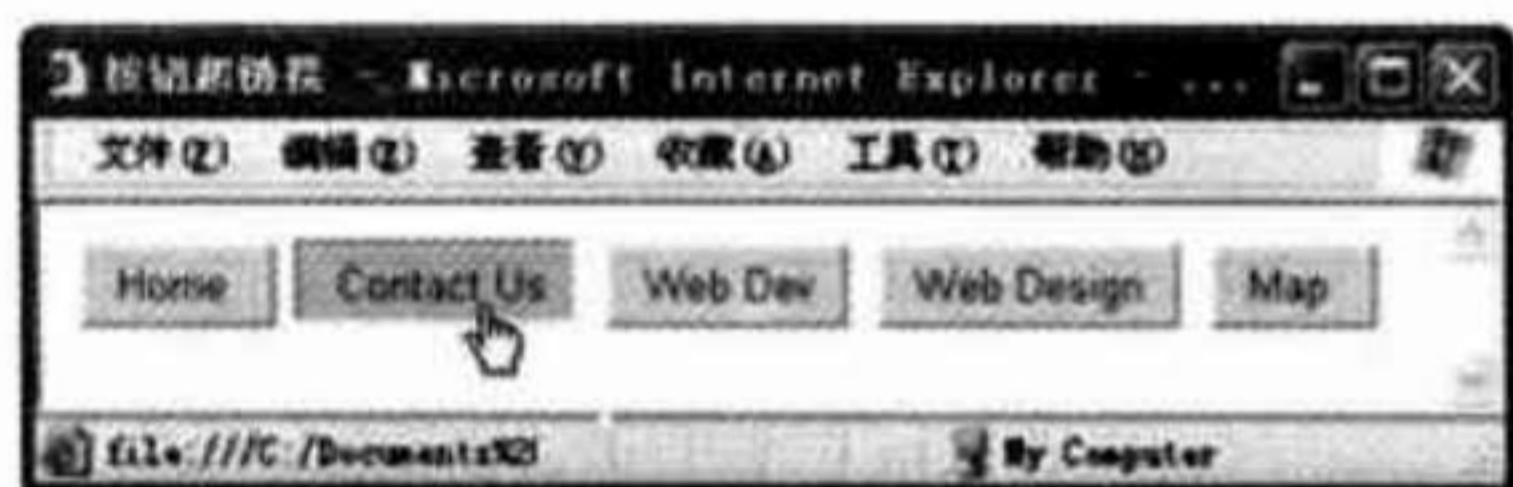 按钮超链接 - Microsoft Internet Explorer - ...
文件(F) 编辑(E) 查看(V) 收藏(A) 工具(T) 帮助(H)
Home Contact Us Web Dev Web Design Map
file:///C:/Documents%2 My Computer